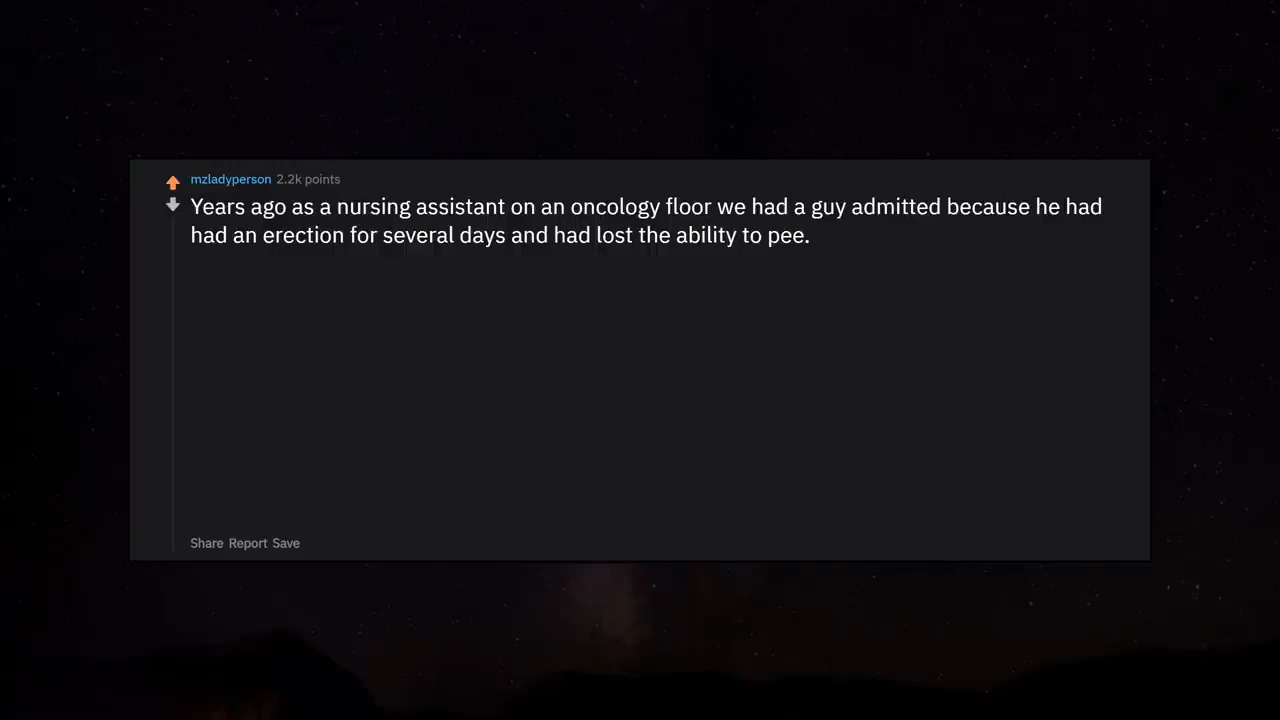 mzladyperson 2.2k points
Years ago as a nursing assistant on an oncology floor we had a guy admitted because he had
had an erection for several days and had lost the ability to pee.
Share Report Save